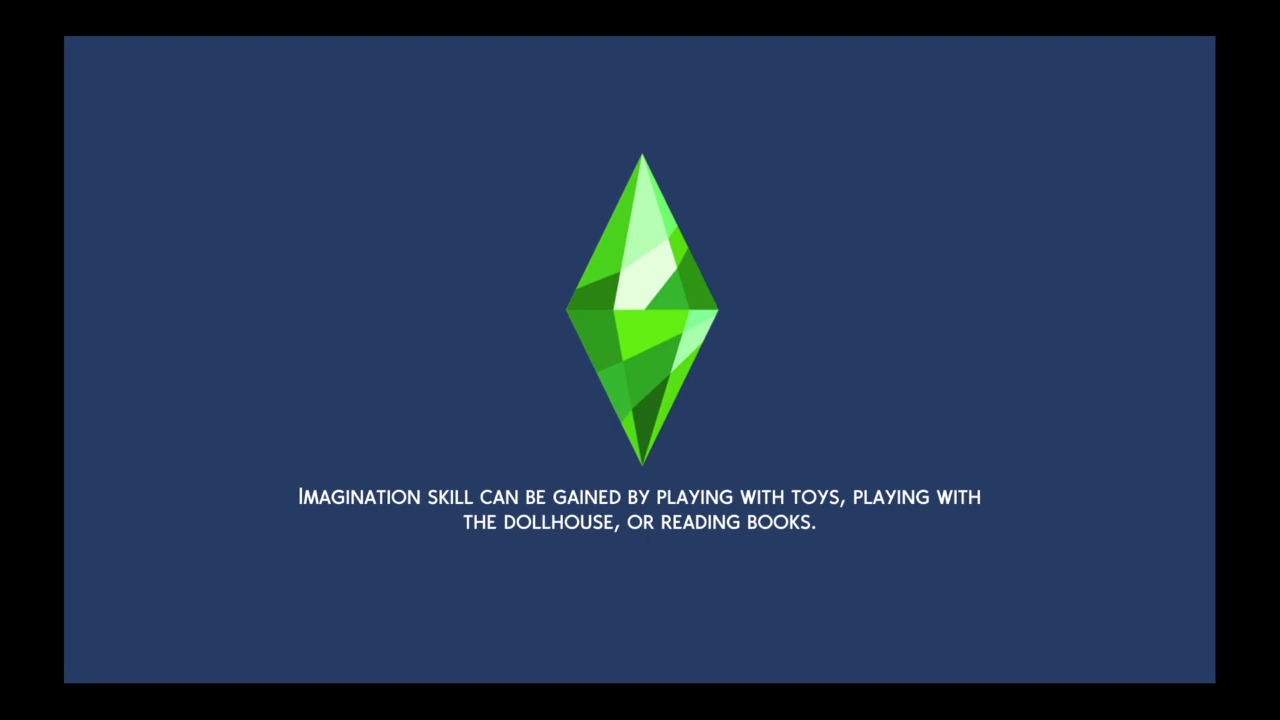 Imagination skill can be gained by playing with toys, playing with
the dollhouse, or reading books.